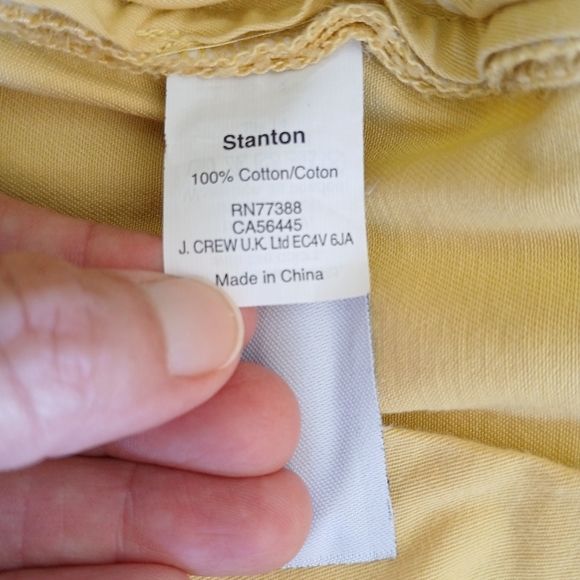 Stanton
100% Cotton/Coton
RN77388
CA56445
J. CREW U.K. Ltd EC4V 6JA
Made in China